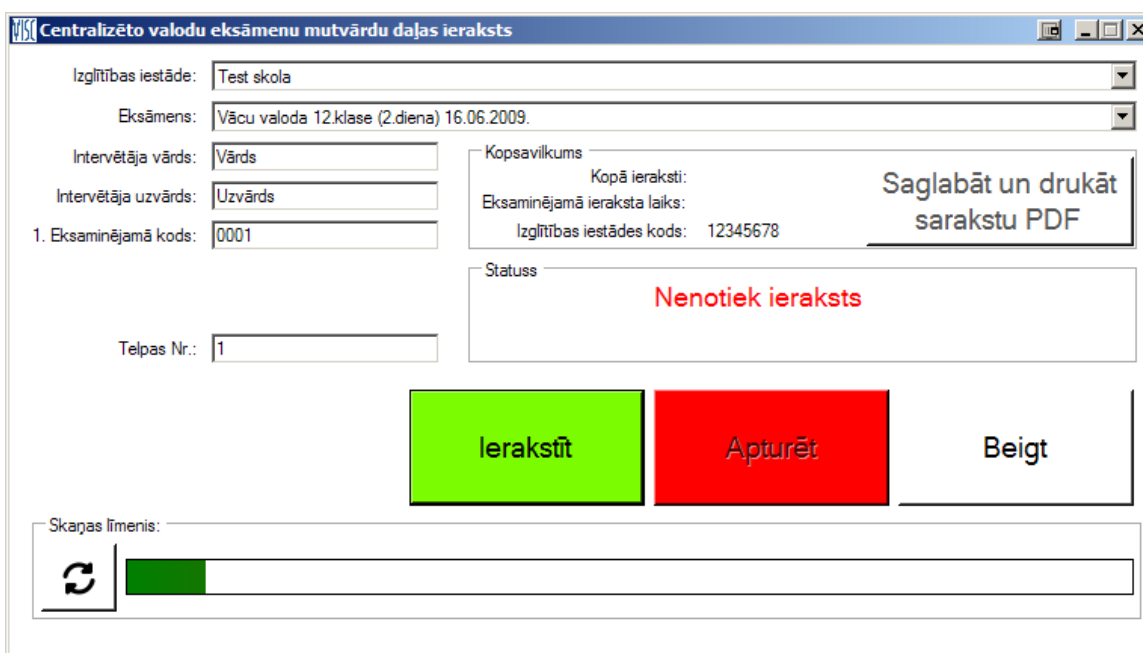 VISC Centralizēto valodu eksāmenu mutvārdu daļas ieraksts
Izglītības iestāde: Test skola
Eksāmens: Vācu valoda 12.klase (2.diena) 16.06.2009.
Intervētāja vārds: Vārds
Intervētāja uzvārds: Uzvārds
1. Eksaminējamā kods: 0001
Kopsavilkums
Kopā ieraksti:
Eksaminējamā ieraksta laiks:
Izglītības iestādes kods: 12345678
Saglabāt un drukāt
sarakstu PDF
Statuss
Nenotiek ieraksts
Telpas Nr.: 1
Ierakstīt
Apturēt
Beigt
Skaņas līmenis: